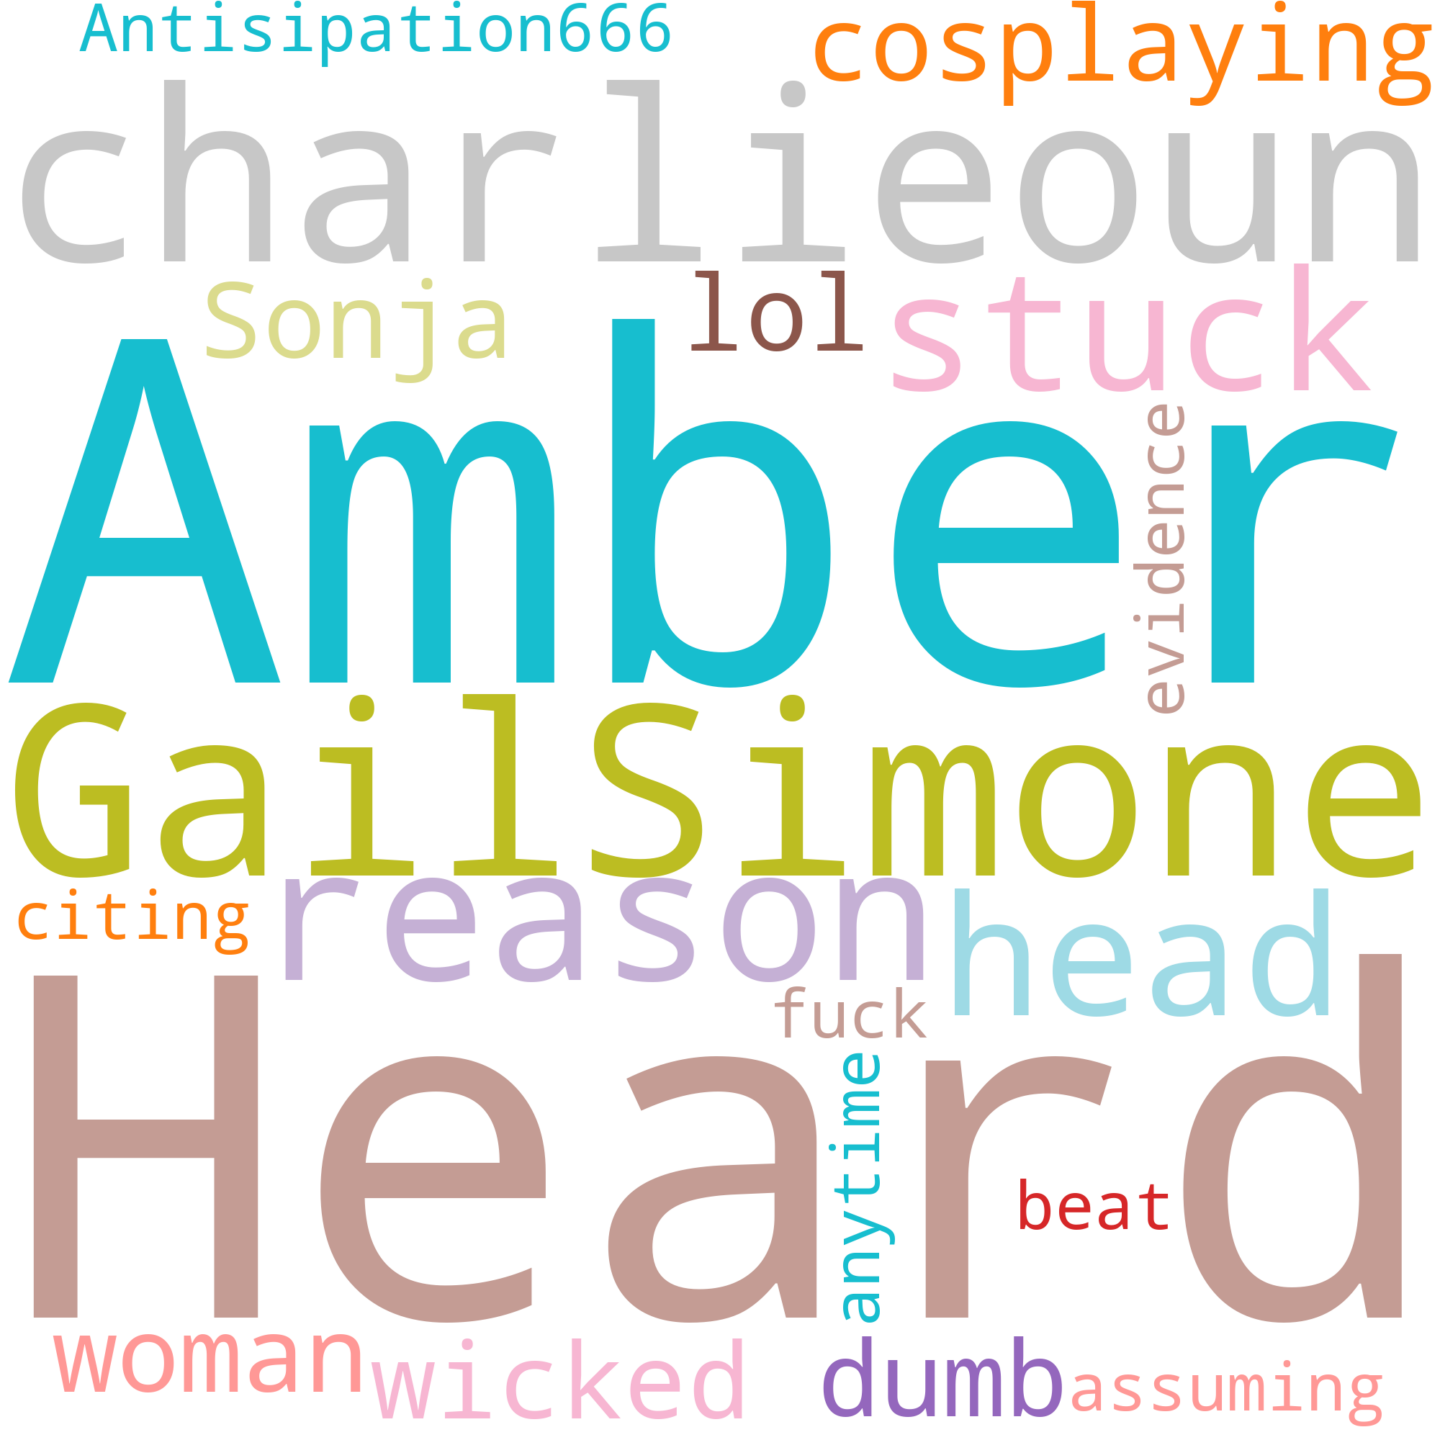 Antisipation666
cosplaying
charlieoun
Sonja
lol
stuck
Amber
evidence
GailSimone
citing
reason
head
fuck
Heard
anytime
beat
woman
wicked
dumb
assuming